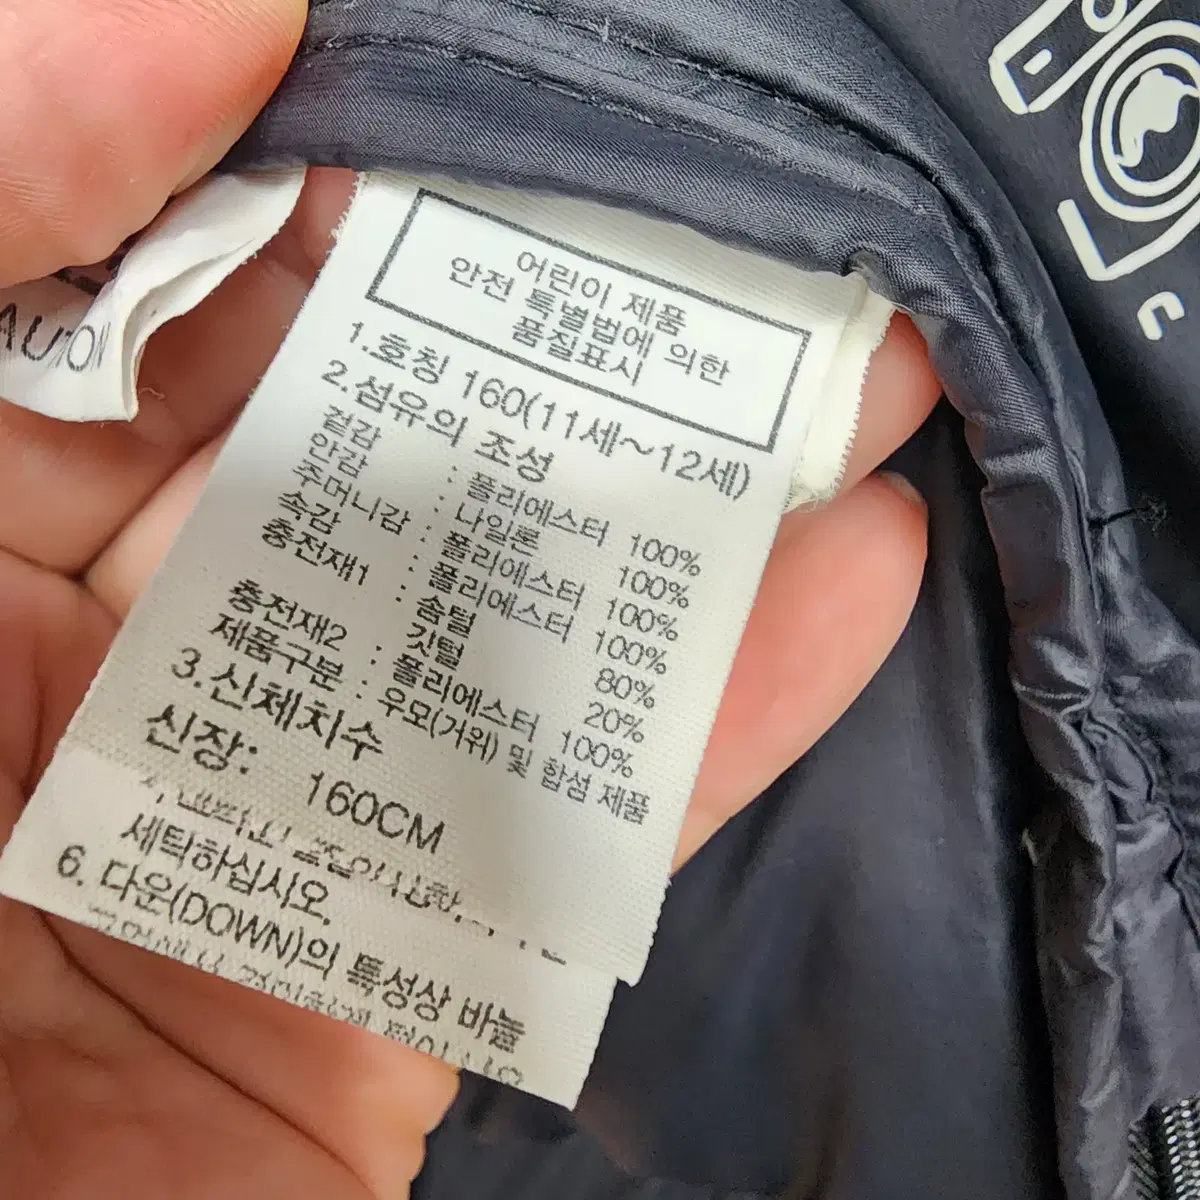 어린이 제품
안전 특별법에 의한
품질표시
1.호칭 160(11세~12세)
2.섬유의 조성
겉감 : 폴리에스터 100%
안감 : 나일론 100%
주머니감 : 폴리에스터 100%
속감 : 폴리에스터 100%
충전재1 : 솜털 80%
깃털 20%
충전재2 : 폴리에스터 100%
제품구분 : 우모(거위) 및 합성 제품
3.신체치수
신장: 160CM
세탁하십시오.
6. 다운(DOWN)의 특성상 바늘
C